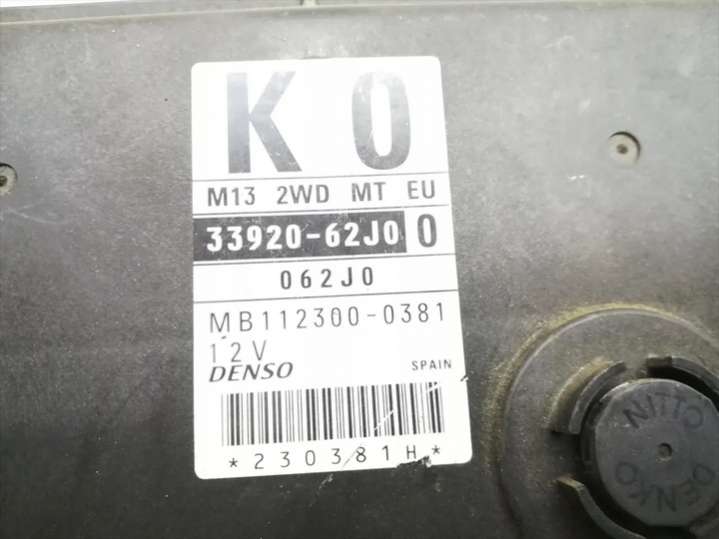 K0
M13 2WD MT EU
33920-62J0 0
062J0
MB112300-0381
12V
DENSO SPAIN
*230381H*
NITTO
DENKO